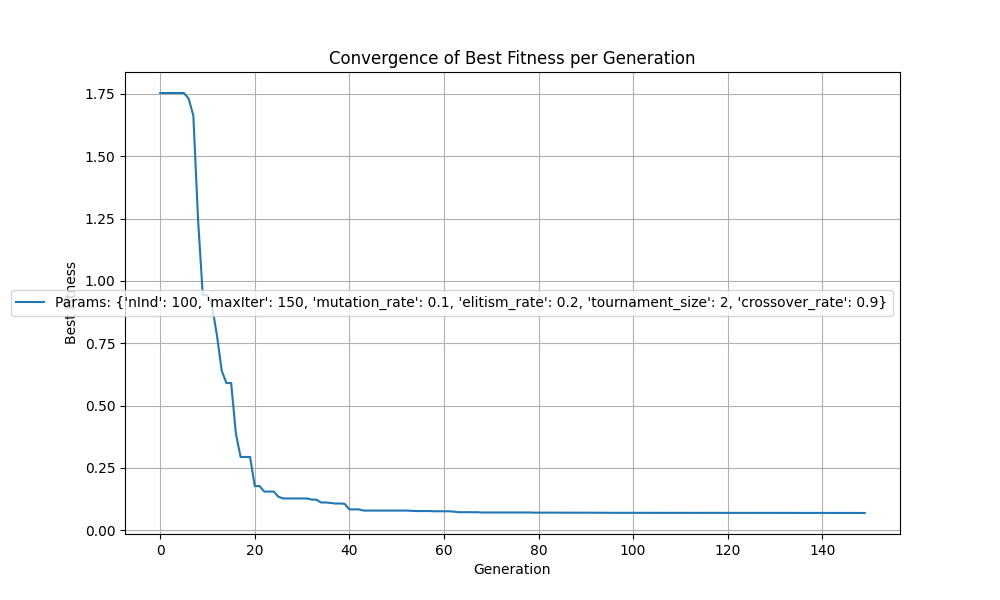 Convergence of Best Fitness per Generation
1.75
1.50
1.25
1.00
0.75
0.50
0.25
0.00
Best
Params: {'nInd': 100, 'maxIter': 150, 'mutation_rate': 0.1, 'elitism_rate': 0.2, 'tournament_size': 2, 'crossover_rate': 0.9}
0 20 40 60 80 100 120 140
Generation